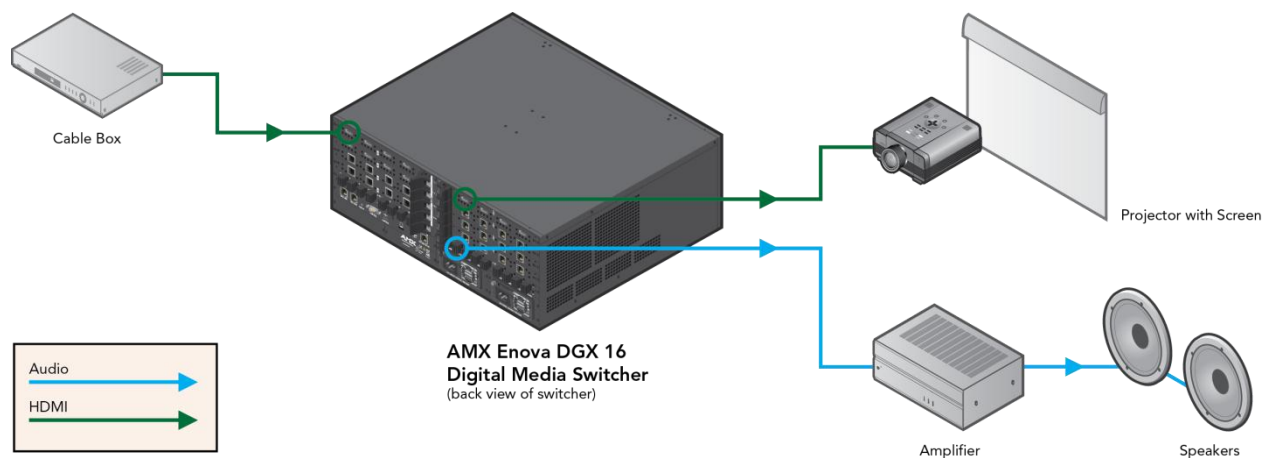 Cable Box
Projector with Screen
AMX
AMX Enova DGX 16
Digital Media Switcher
(back view of switcher)
Audio
HDMI
Amplifier
Speakers